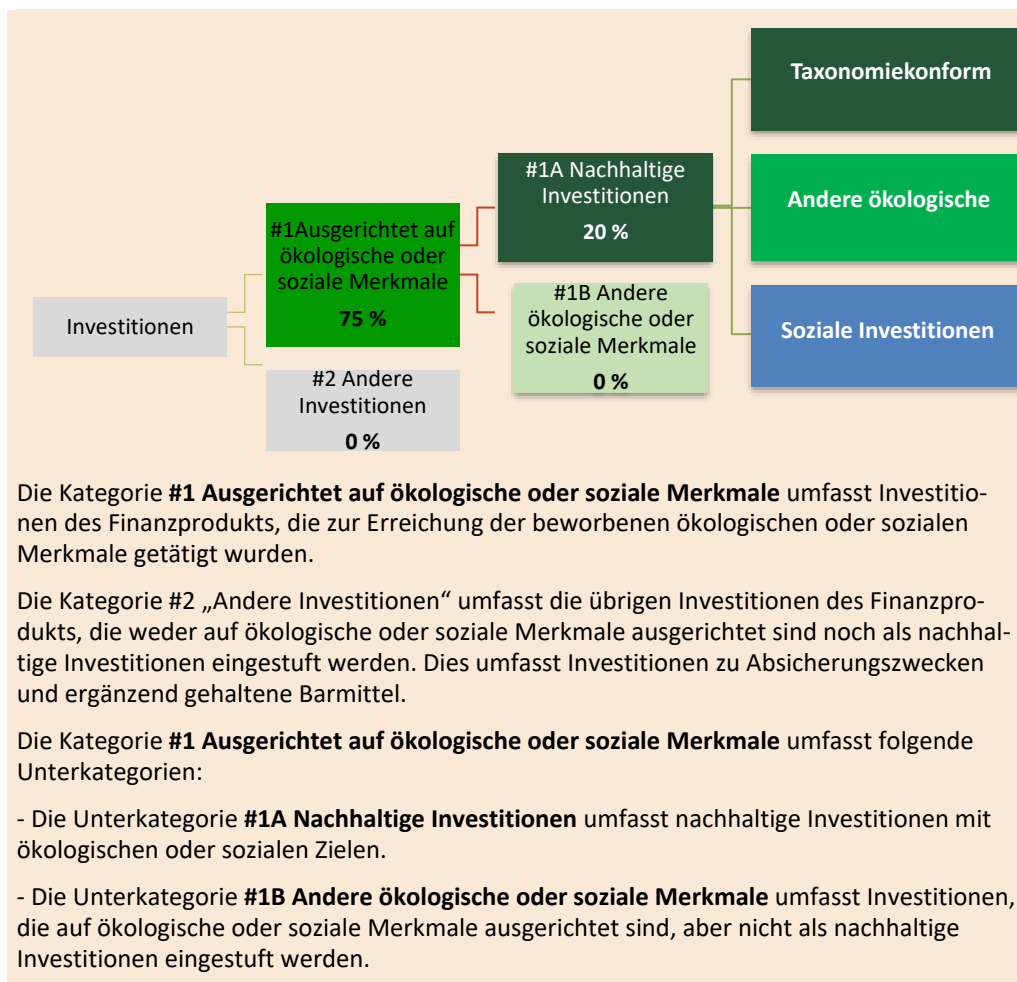 Investitionen
#1Ausgerichtet auf
ökologische oder
soziale Merkmale
75 %
#2 Andere
Investitionen
0 %
#1A Nachhaltige
Investitionen
20 %
#1B Andere
ökologische oder
soziale Merkmale
0 %
Taxonomiekonform
Andere ökologische
Soziale Investitionen
Die Kategorie #1 Ausgerichtet auf ökologische oder soziale Merkmale umfasst Investitio-
nen des Finanzprodukts, die zur Erreichung der beworbenen ökologischen oder sozialen
Merkmale getätigt wurden.
Die Kategorie #2 „Andere Investitionen“ umfasst die übrigen Investitionen des Finanzpro-
dukts, die weder auf ökologische oder soziale Merkmale ausgerichtet sind noch als nachhal-
tige Investitionen eingestuft werden. Dies umfasst Investitionen zu Absicherungszwecken
und ergänzend gehaltene Barmittel.
Die Kategorie #1 Ausgerichtet auf ökologische oder soziale Merkmale umfasst folgende
Unterkategorien:
- Die Unterkategorie #1A Nachhaltige Investitionen umfasst nachhaltige Investitionen mit
ökologischen oder sozialen Zielen.
- Die Unterkategorie #1B Andere ökologische oder soziale Merkmale umfasst Investitionen,
die auf ökologische oder soziale Merkmale ausgerichtet sind, aber nicht als nachhaltige
Investitionen eingestuft werden.